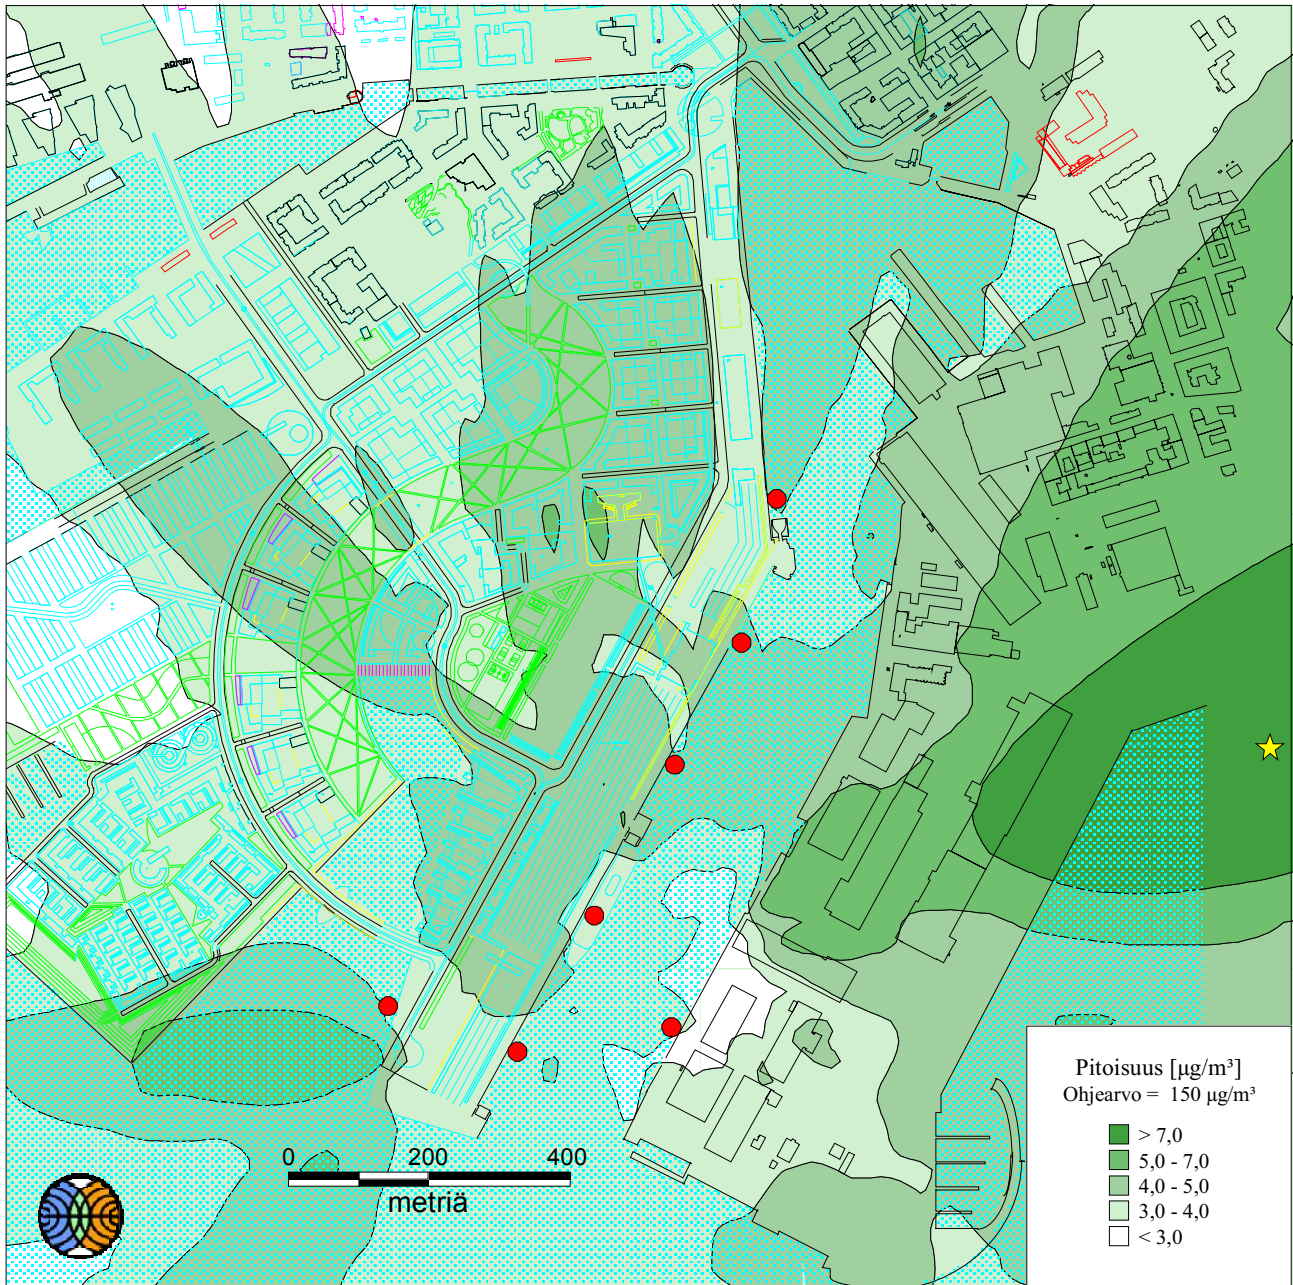 0 200 400
metriä
Pitoisuus [µg/m³]
Ohjearvo = 150 µg/m³
> 7,0
5,0 - 7,0
4,0 - 5,0
3,0 - 4,0
< 3,0